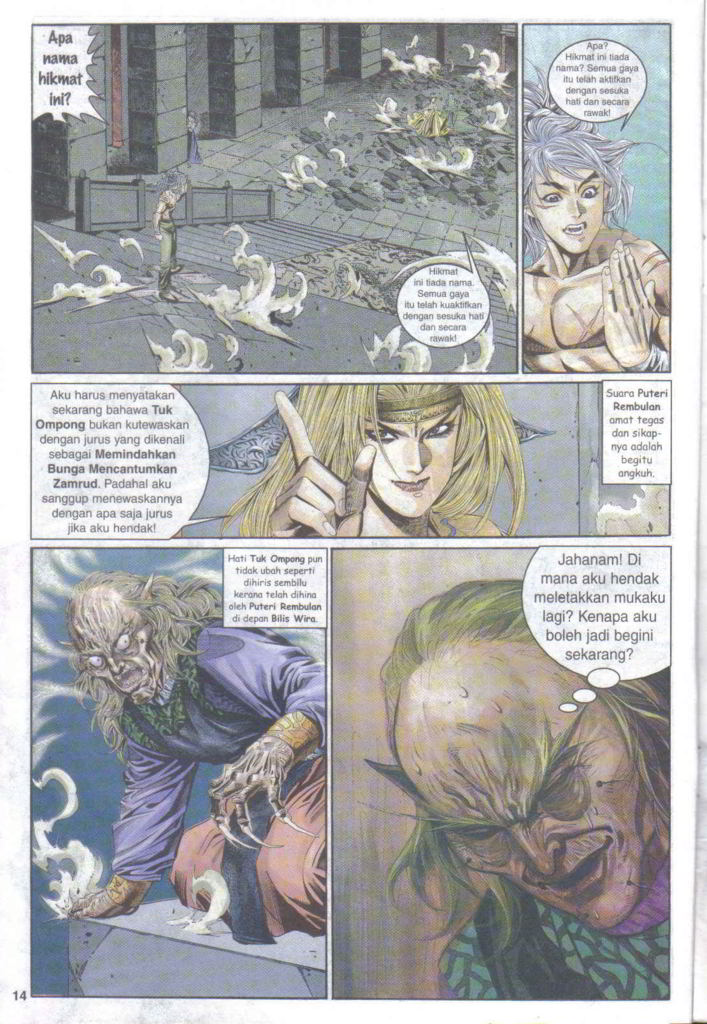 Apa
nama
hikmat
ini?
Hikmat
ini tiada nama.
Semua gaya
itu telah kuaktifkan
dengan sesuka hati
dan secara
rawak!
Apa?
Hikmat ini tiada
nama? Semua gaya
itu telah aktifkan
dengan sesuka
hati dan secara
rawak!
Aku harus menyatakan
sekarang bahawa Tuk
Ompong bukan kutewaskan
dengan jurus yang dikenali
sebagai Memindahkan
Bunga Mencantumkan
Zamrud. Padahal aku
sanggup menewaskannya
dengan apa saja jurus
jika aku hendak!
Suara Puteri
Rembulan
amat tegas
dan sikap-
nya adalah
begitu
angkuh.
Hati Tuk Ompong pun
tidak ubah seperti
dihiris sembilu
kerana telah dihina
oleh Puteri Rembulan
di depan Bilis Wira.
Jahanam! Di
mana aku hendak
meletakkan mukaku
lagi? Kenapa aku
boleh jadi begini
sekarang?
14